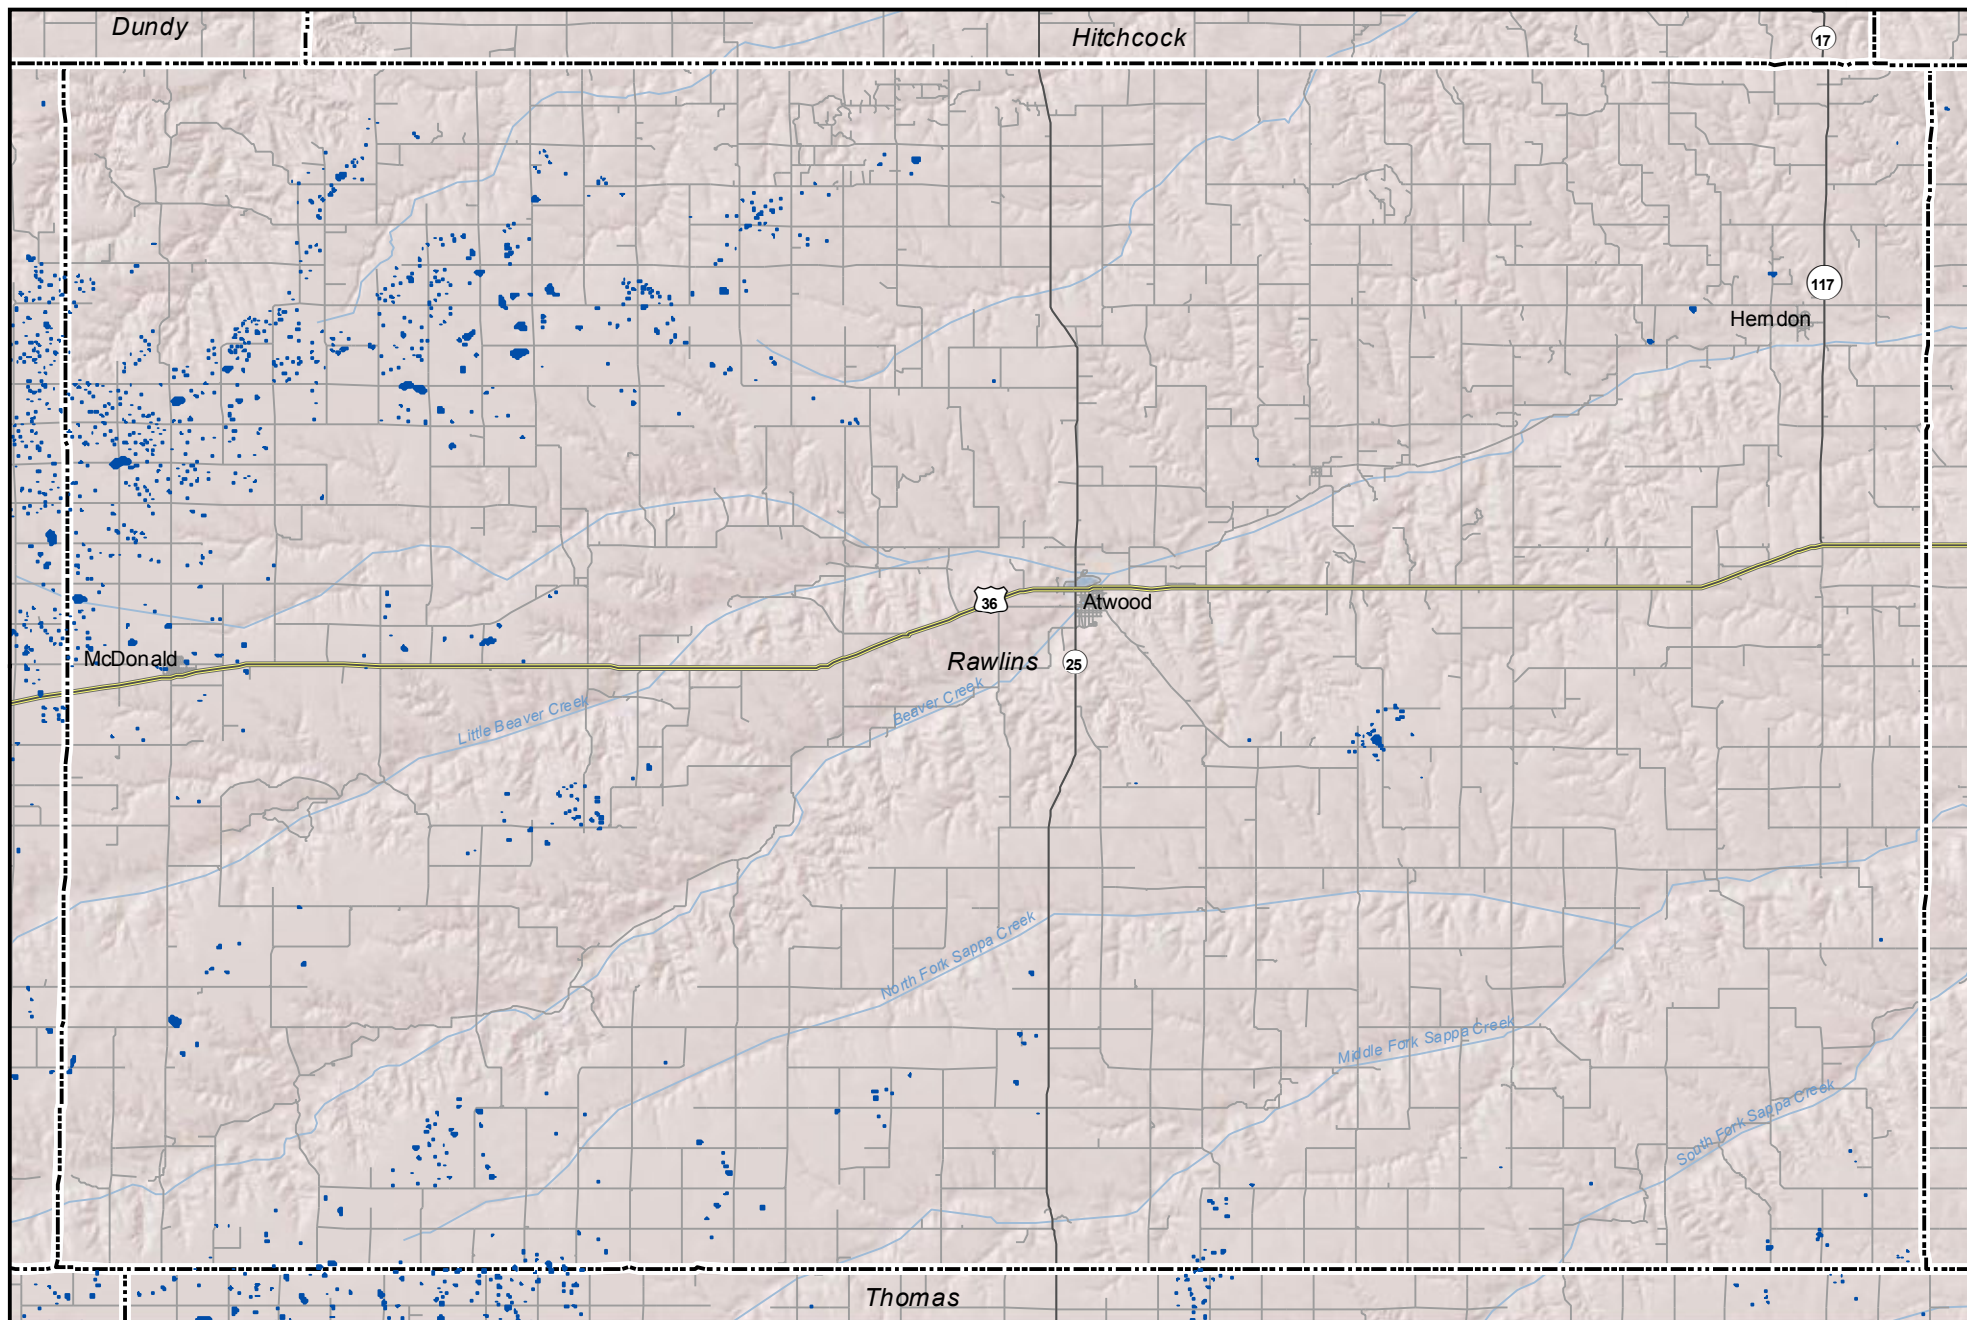 Dundy
Hitchcock
17
117
Herndon
36
Atwood
McDonald
Rawlins
25
Little Beaver Creek
Beaver Creek
North Fork Sappa Creek
Middle Fork Sappa Creek
South Fork Sappa Creek
Thomas